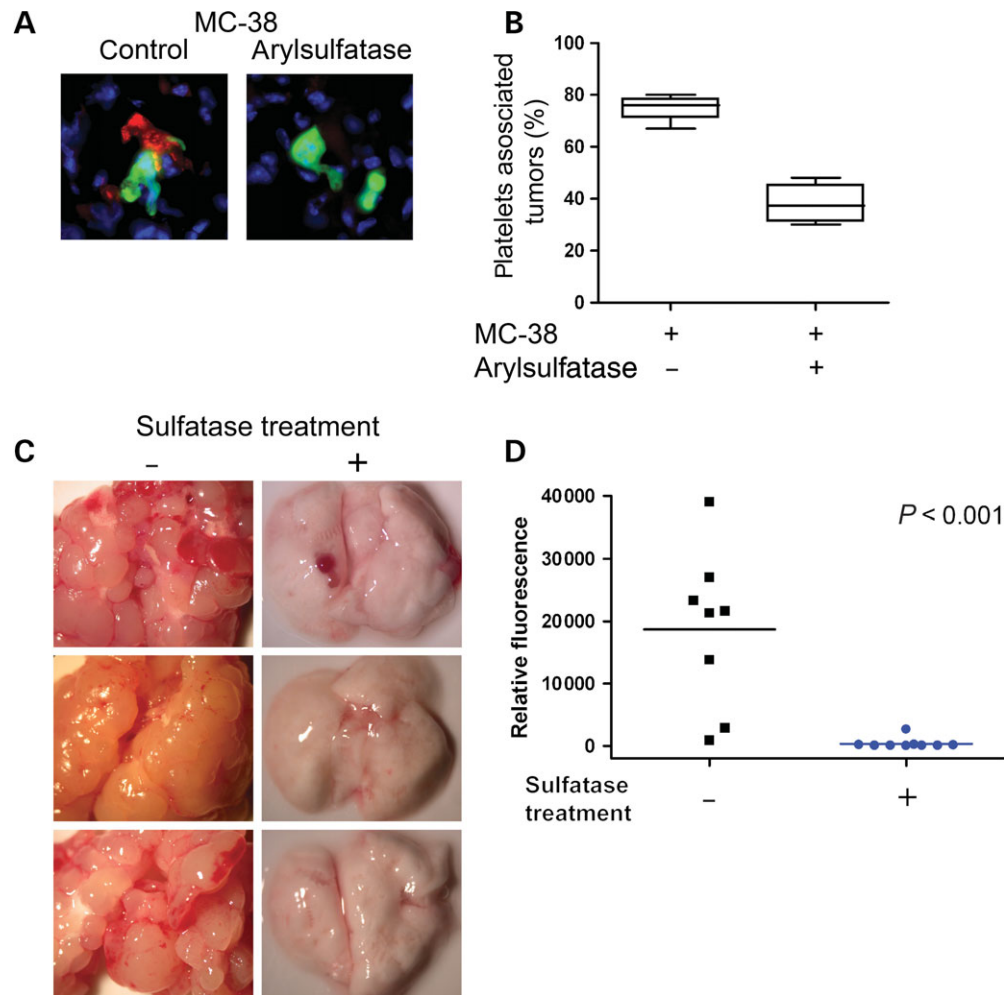 A
MC-38
Control Arylsulfatase
B
Platelets asosciated
tumors (%)
100
80
60
40
20
0
MC-38 + +
Arylsulfatase – +
C
Sulfatase treatment
– +
D
Relative fluorescence
40000
30000
20000
10000
0
P < 0.001
Sulfatase
treatment – +